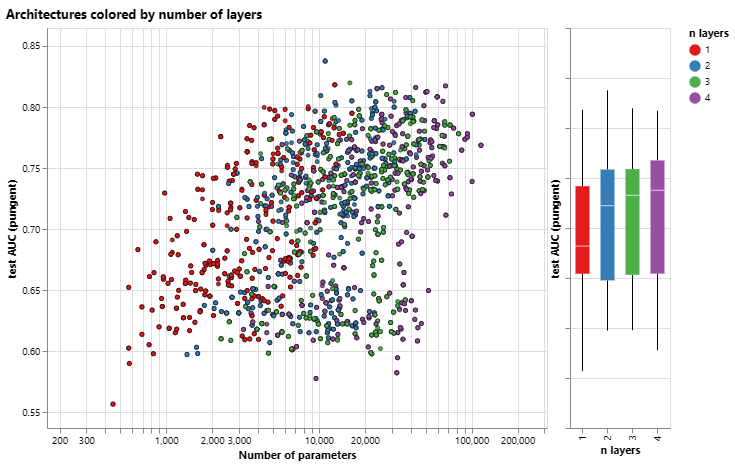 Architectures colored by number of layers
0.85
0.80
0.75
0.70
0.65
0.60
0.55
test AUC (pungent)
200 300 1,000 2,000 3,000 10,000 20,000 100,000 200,000
Number of parameters
test AUC (pungent)
1 2 3 4
n layers
n layers
1
2
3
4